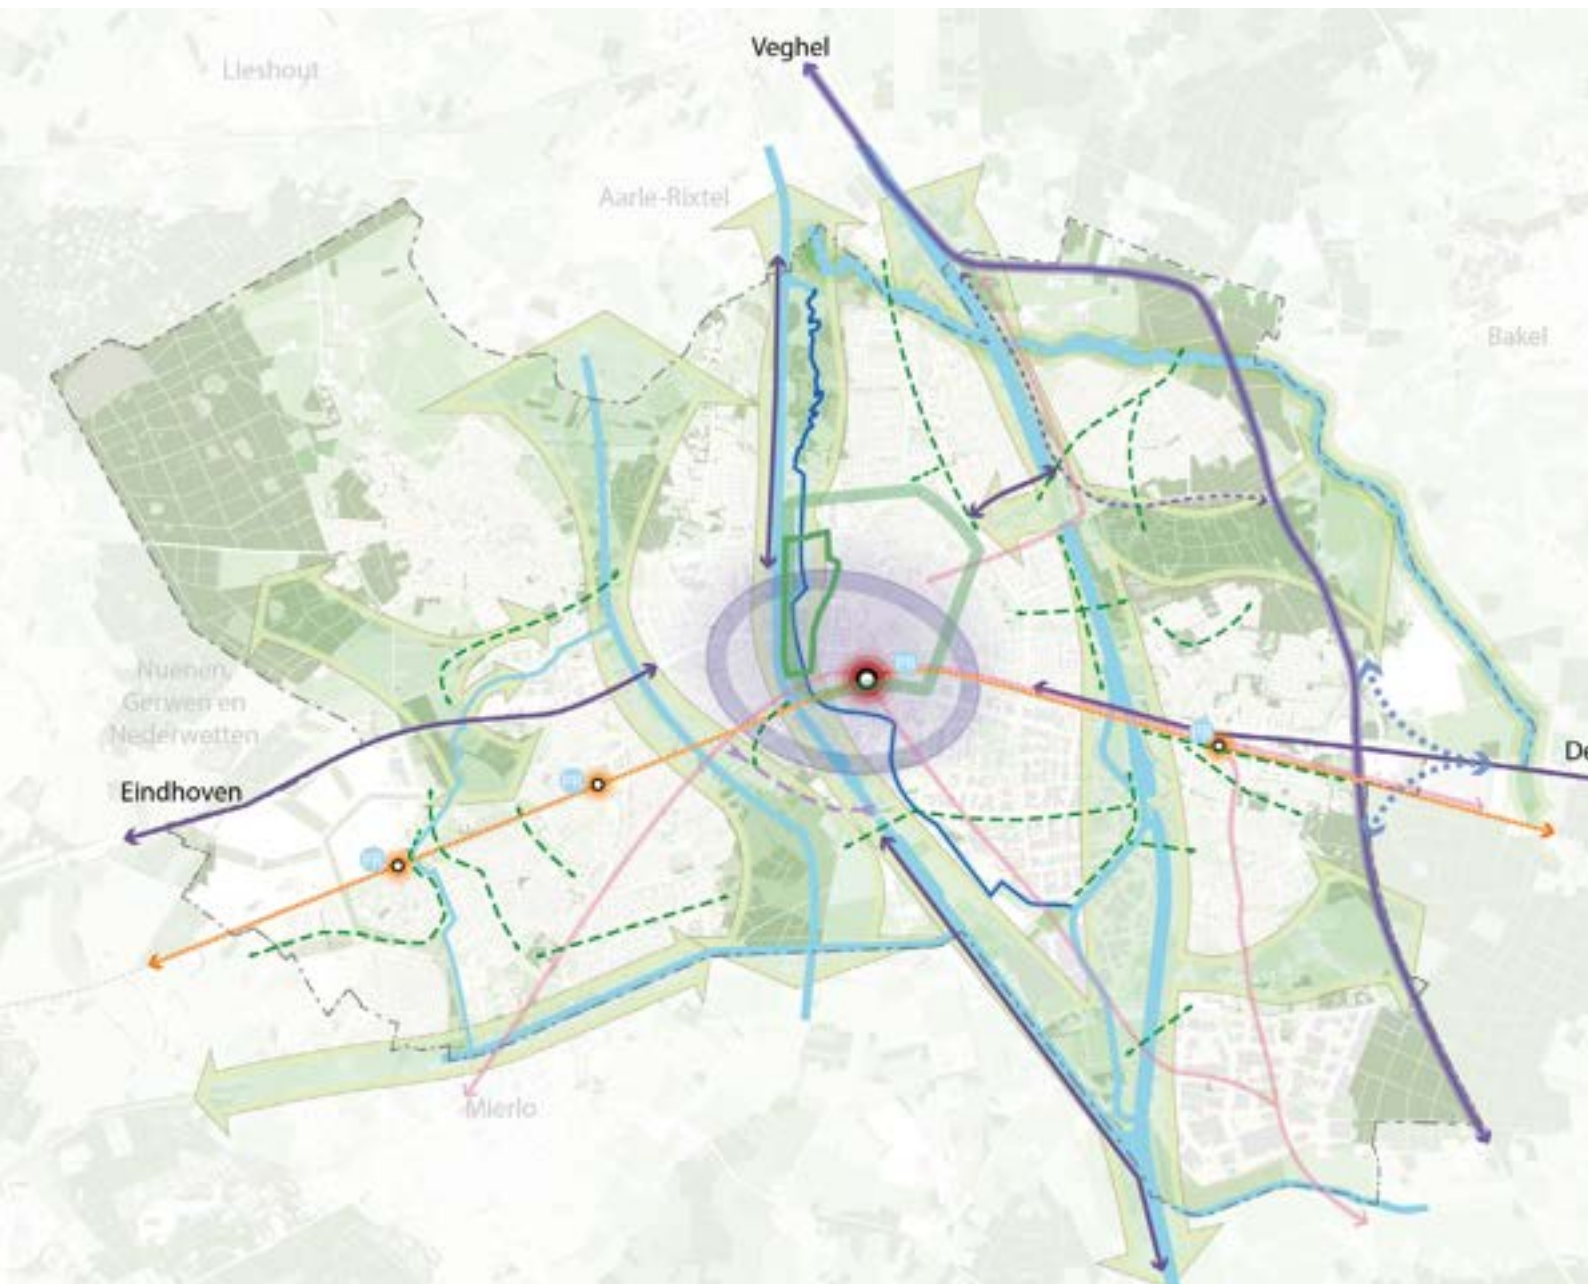 Veghel
Lieshout
Aarle-Rixtel
Bakel
Nuenen,
Gerwen en
Nederwetten
Eindhoven
De
Mierlo